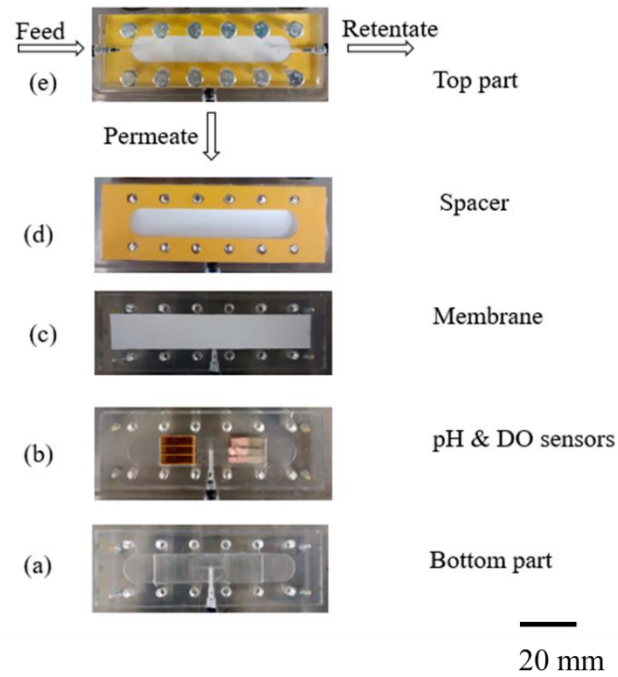 Feed
Retentate
(e)
Top part
Permeate
(d)
Spacer
(c)
Membrane
(b)
pH & DO sensors
(a)
Bottom part
20 mm